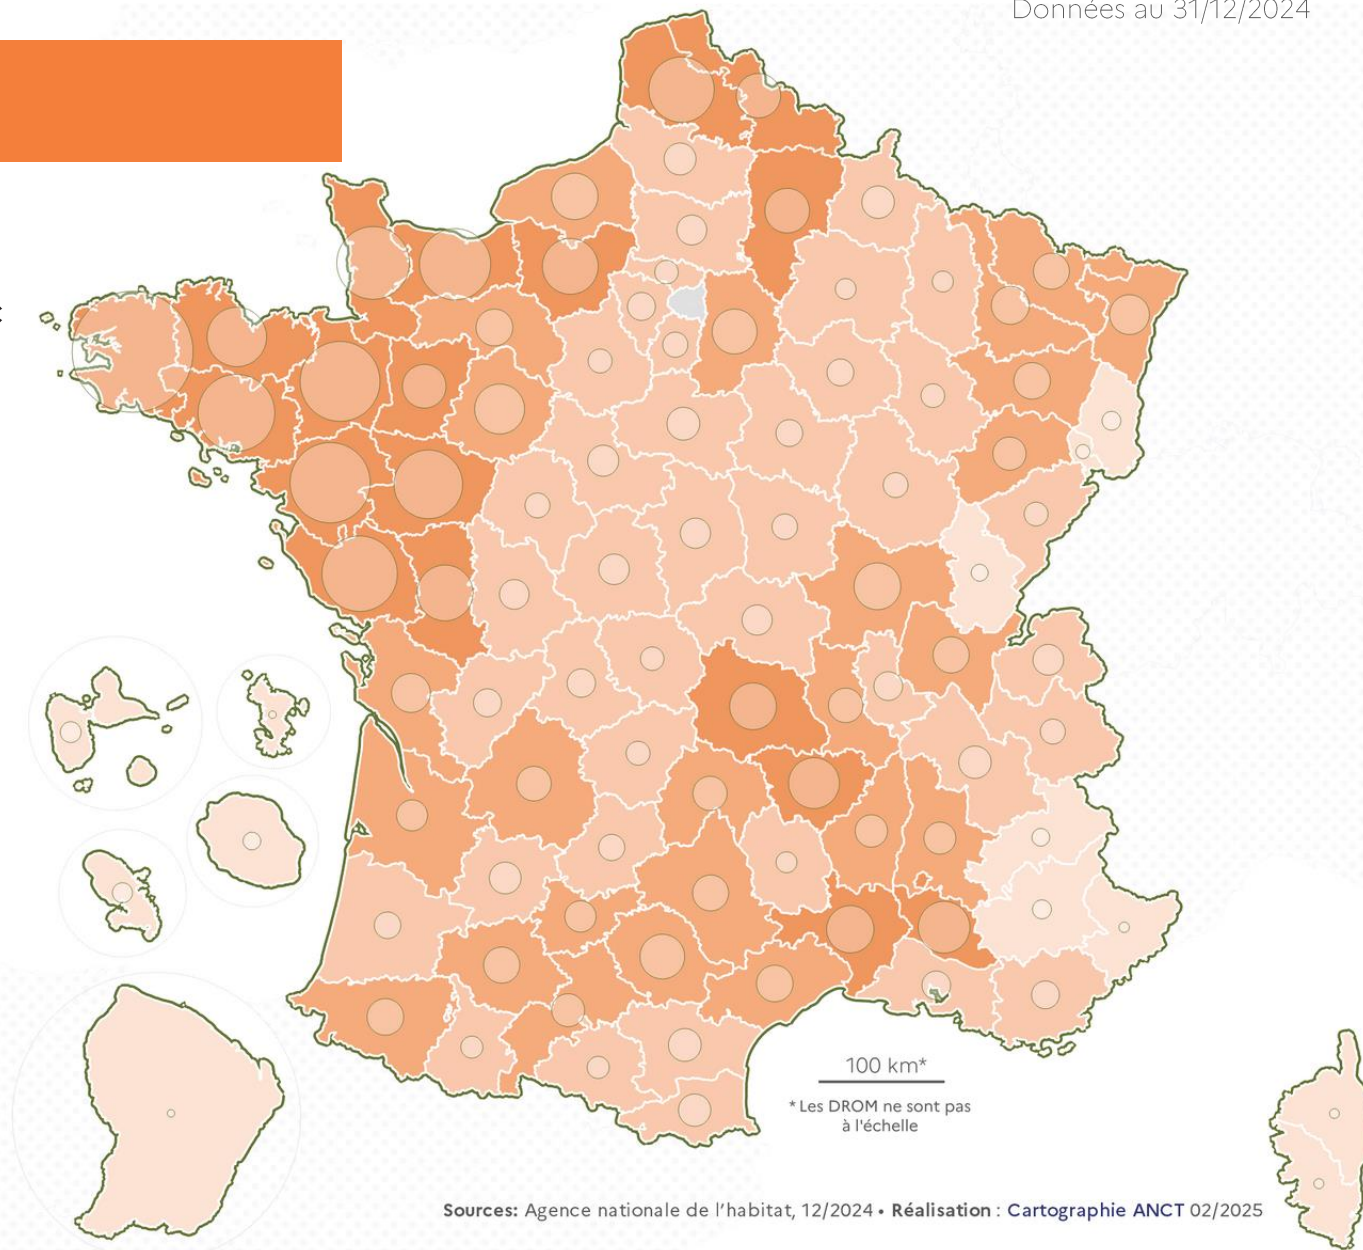 Données au 31/12/2024
:
100 km*
* Les DROM ne sont pas
à l'échelle
Sources: Agence nationale de l'habitat, 12/2024 • Réalisation : Cartographie ANCT 02/2025